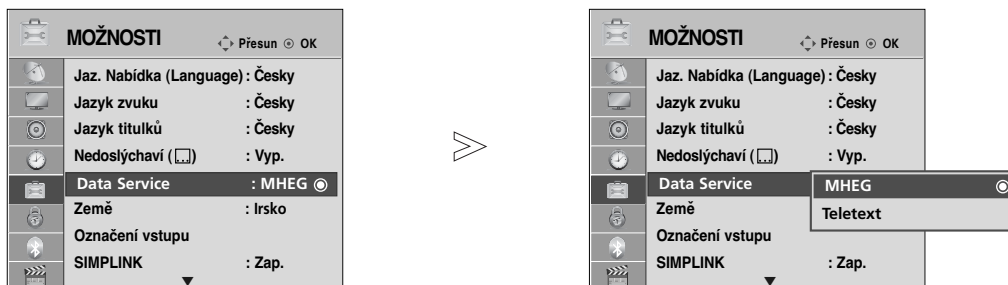 MOŽNOSTI Přesun OK
Jaz. Nabídka (Language) : Česky
Jazyk zvuku : Česky
Jazyk titulků : Česky
Nedoslýchaví ( ) : Vyp.
Data Service : MHEG
Země : Irsko
Označení vstupu
SIMPLINK : Zap.
MOŽNOSTI Přesun OK
Jaz. Nabídka (Language) : Česky
Jazyk zvuku : Česky
Jazyk titulků : Česky
Nedoslýchaví ( ) : Vyp.
Data Service
Země
Označení vstupu
SIMPLINK : Zap.
MHEG
Teletext